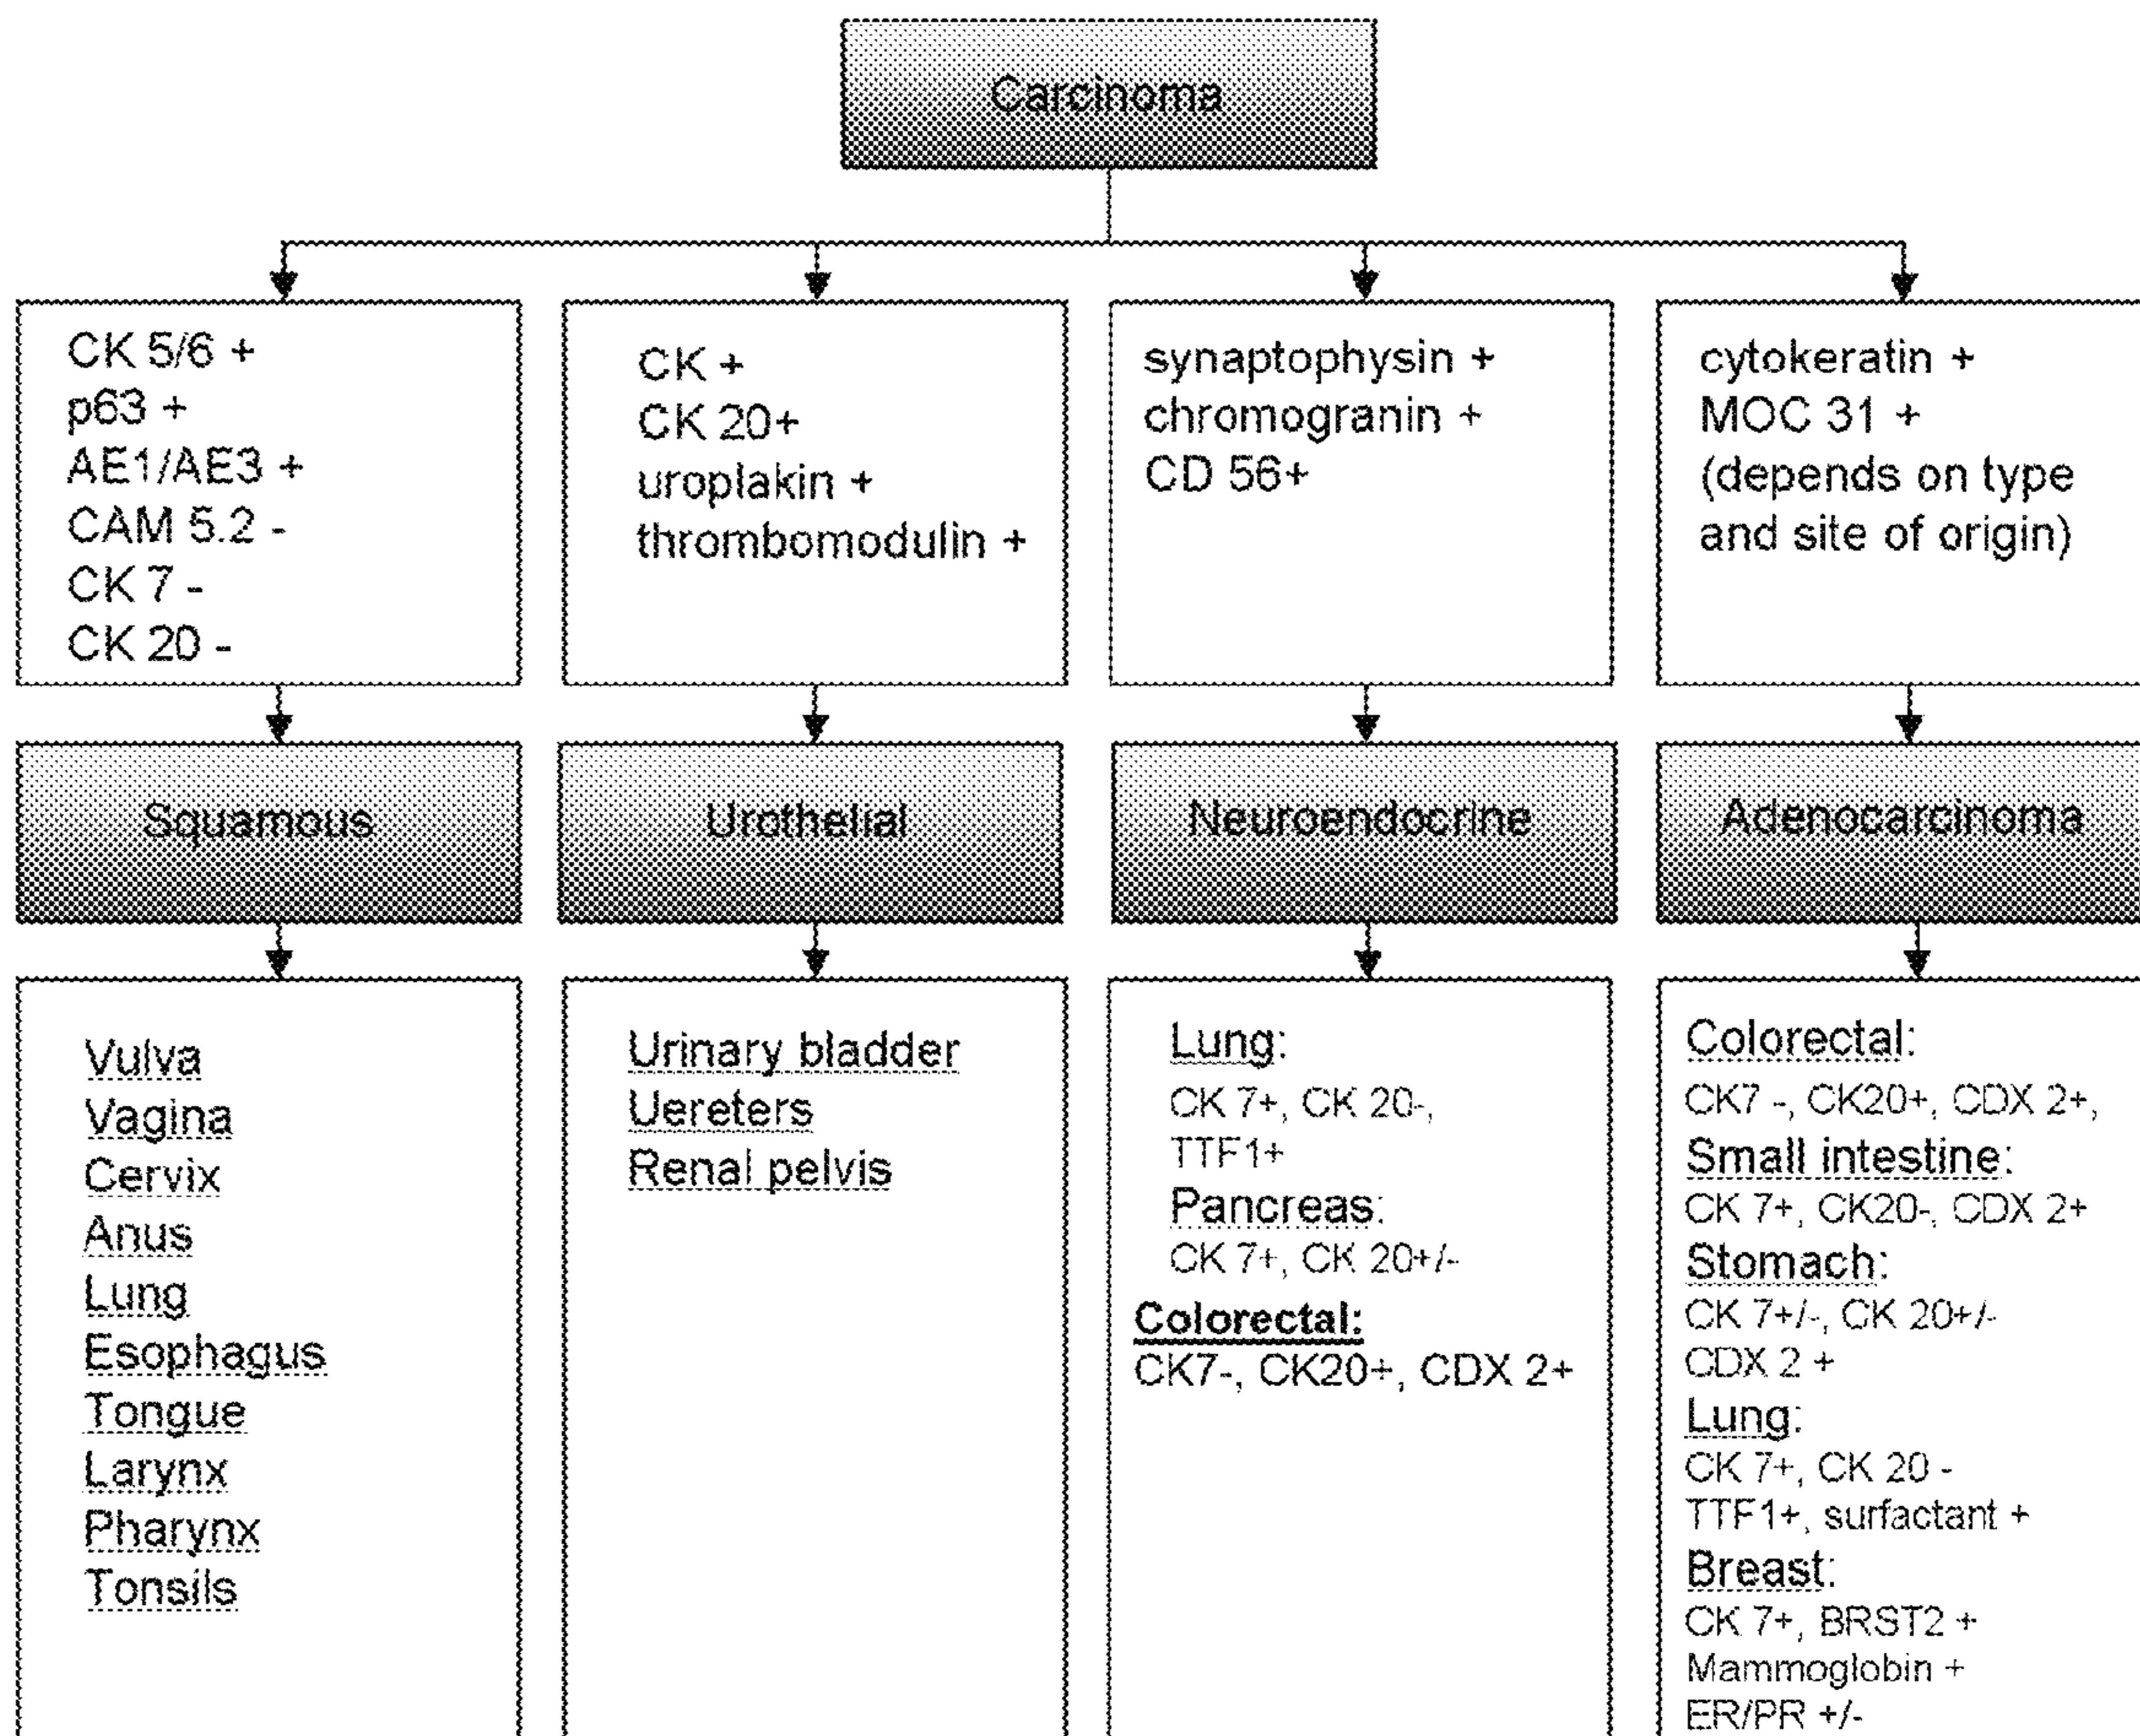 Carcinoma
CK 5/6 +
p63 +
AE1/AE3 +
CAM 5.2 -
CK 7 -
CK 20 -
CK +
CK 20+
uroplakin +
thrombomodulin +
synaptophysin +
chromogranin +
CD 56+
cytokeratin +
MOC 31 +
(depends on type
and site of origin)
Squamous
Urothelial
Neuroendocrine
Adenocarcinoma
Vulva
Vagina
Cervix
Anus
Lung
Esophagus
Tongue
Larynx
Pharynx
Tonsils
Urinary bladder
Uereters
Renal pelvis
Lung:
CK 7+, CK 20-,
TTF1+
Pancreas:
CK 7+, CK 20+/-
Colorectal:
CK7-, CK20+, CDX 2+
Colorectal:
CK7 -, CK20+, CDX 2+,
Small intestine:
CK 7+, CK20-, CDX 2+
Stomach:
CK 7+/-, CK 20+/-
CDX 2 +
Lung:
CK 7+, CK 20 -
TTF1+, surfactant +
Breast:
CK 7+, BRST2 +
Mammoglobin +
ER/PR +/-